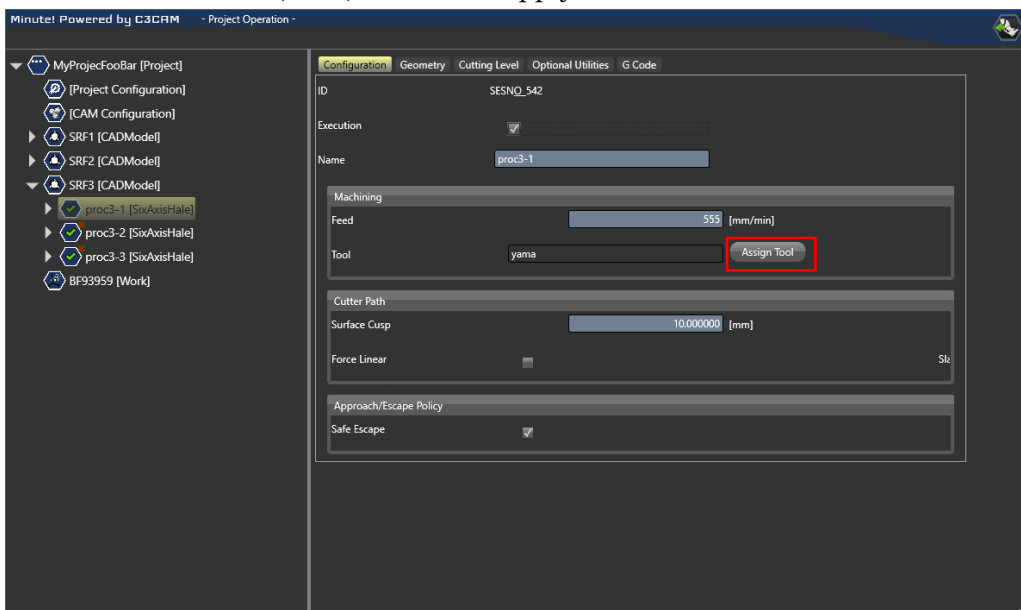 apply
Minute! Powered by C3CAM - Project Operation -
MyProjecFooBar [Project]
[Project Configuration]
[CAM Configuration]
SRF1 [CADModel]
SRF2 [CADModel]
SRF3 [CADModel]
proc3-1 [SixAxisHale]
proc3-2 [SixAxisHale]
proc3-3 [SixAxisHale]
BF93959 [Work]
Configuration Geometry Cutting Level Optional Utilities G Code
ID SESNO_542
Execution
Name proc3-1
Machining
Feed 555 [mm/min]
Tool yama Assign Tool
Cutter Path
Surface Cusp 10.000000 [mm]
Force Linear Sla
Approach/Escape Policy
Safe Escape